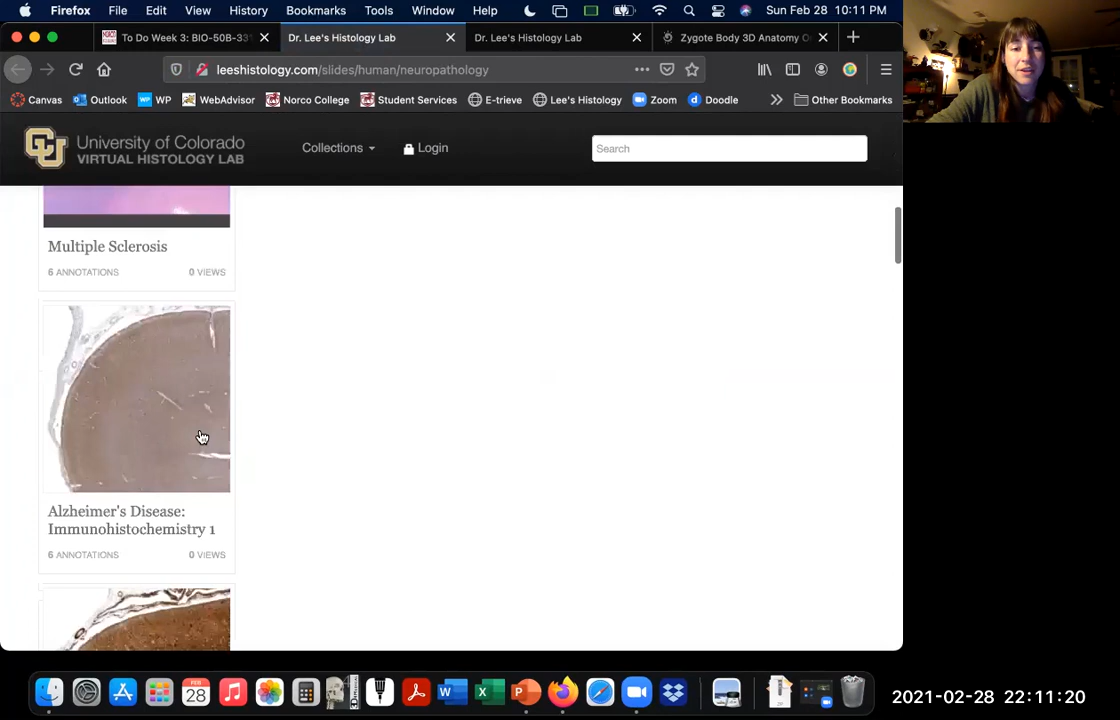 Firefox File Edit View History Bookmarks Tools Window Help Sun Feb 28 10:11 PM
To Do Week 3: BIO-50B-33 Dr. Lee's Histology Lab Dr. Lee's Histology Lab Zygote Body 3D Anatomy O
leeshistology.com/slides/human/neuropathology
Canvas Outlook WP WP WebAdvisor Norco College Student Services E-trieve Lee's Histology Zoom d Doodle Other Bookmarks
CU University of Colorado
VIRTUAL HISTOLOGY LAB
Collections Login Search
Multiple Sclerosis
6 ANNOTATIONS 0 VIEWS
Alzheimer's Disease:
Immunohistochemistry 1
6 ANNOTATIONS 0 VIEWS
FEB
28
W X P
2021-02-28 22:11:20